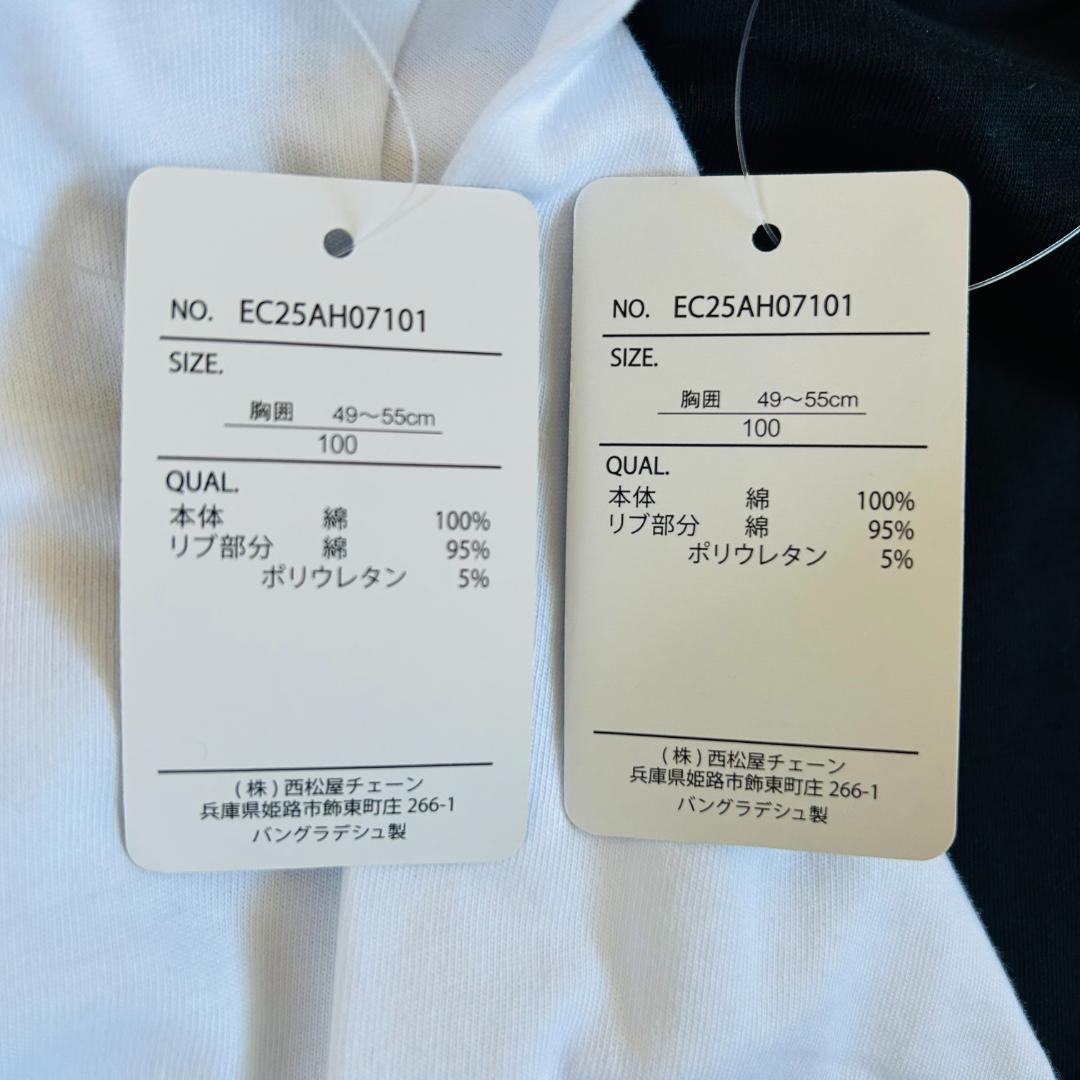 NO. EC25AH07101
SIZE.
胸囲 49～55cm
100
QUAL.
本体 綿 100%
リブ部分 綿 95%
ポリウレタン 5%
(株)西松屋チェーン
兵庫県姫路市飾東町庄 266-1
バングラデシュ製
NO. EC25AH07101
SIZE.
胸囲 49～55cm
100
QUAL.
本体 綿 100%
リブ部分 綿 95%
ポリウレタン 5%
(株)西松屋チェーン
兵庫県姫路市飾東町庄 266-1
バングラデシュ製